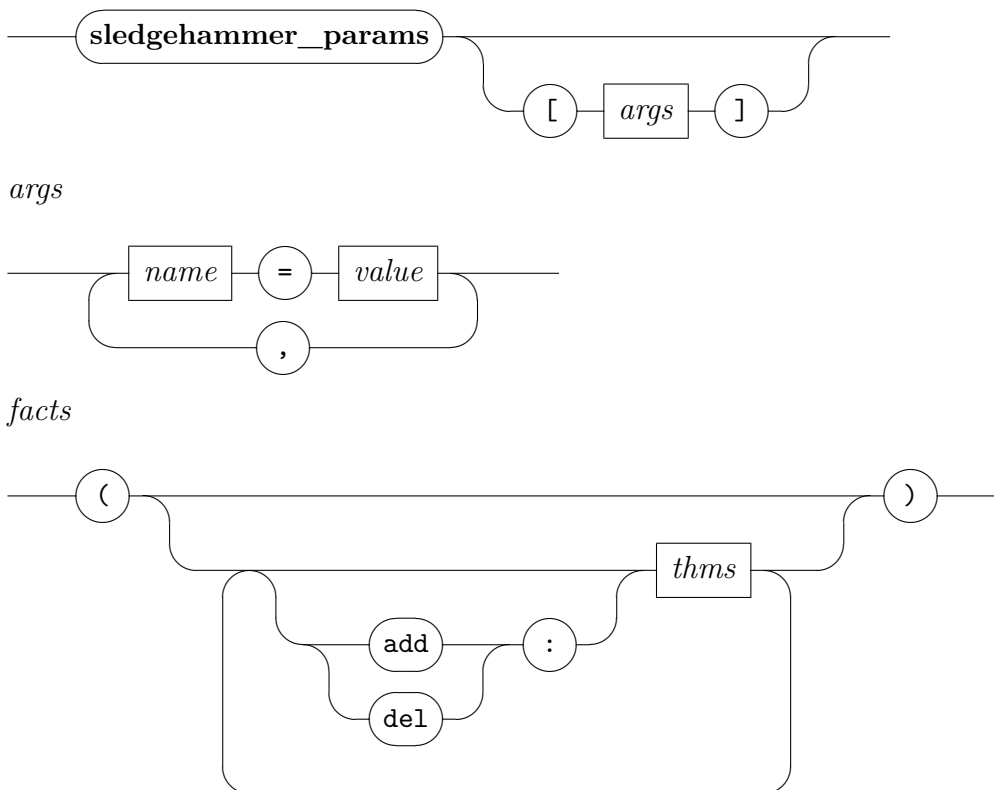 sledgehammer_params
[ args ]
args
name = value
,
facts
( )
thms
add :
del